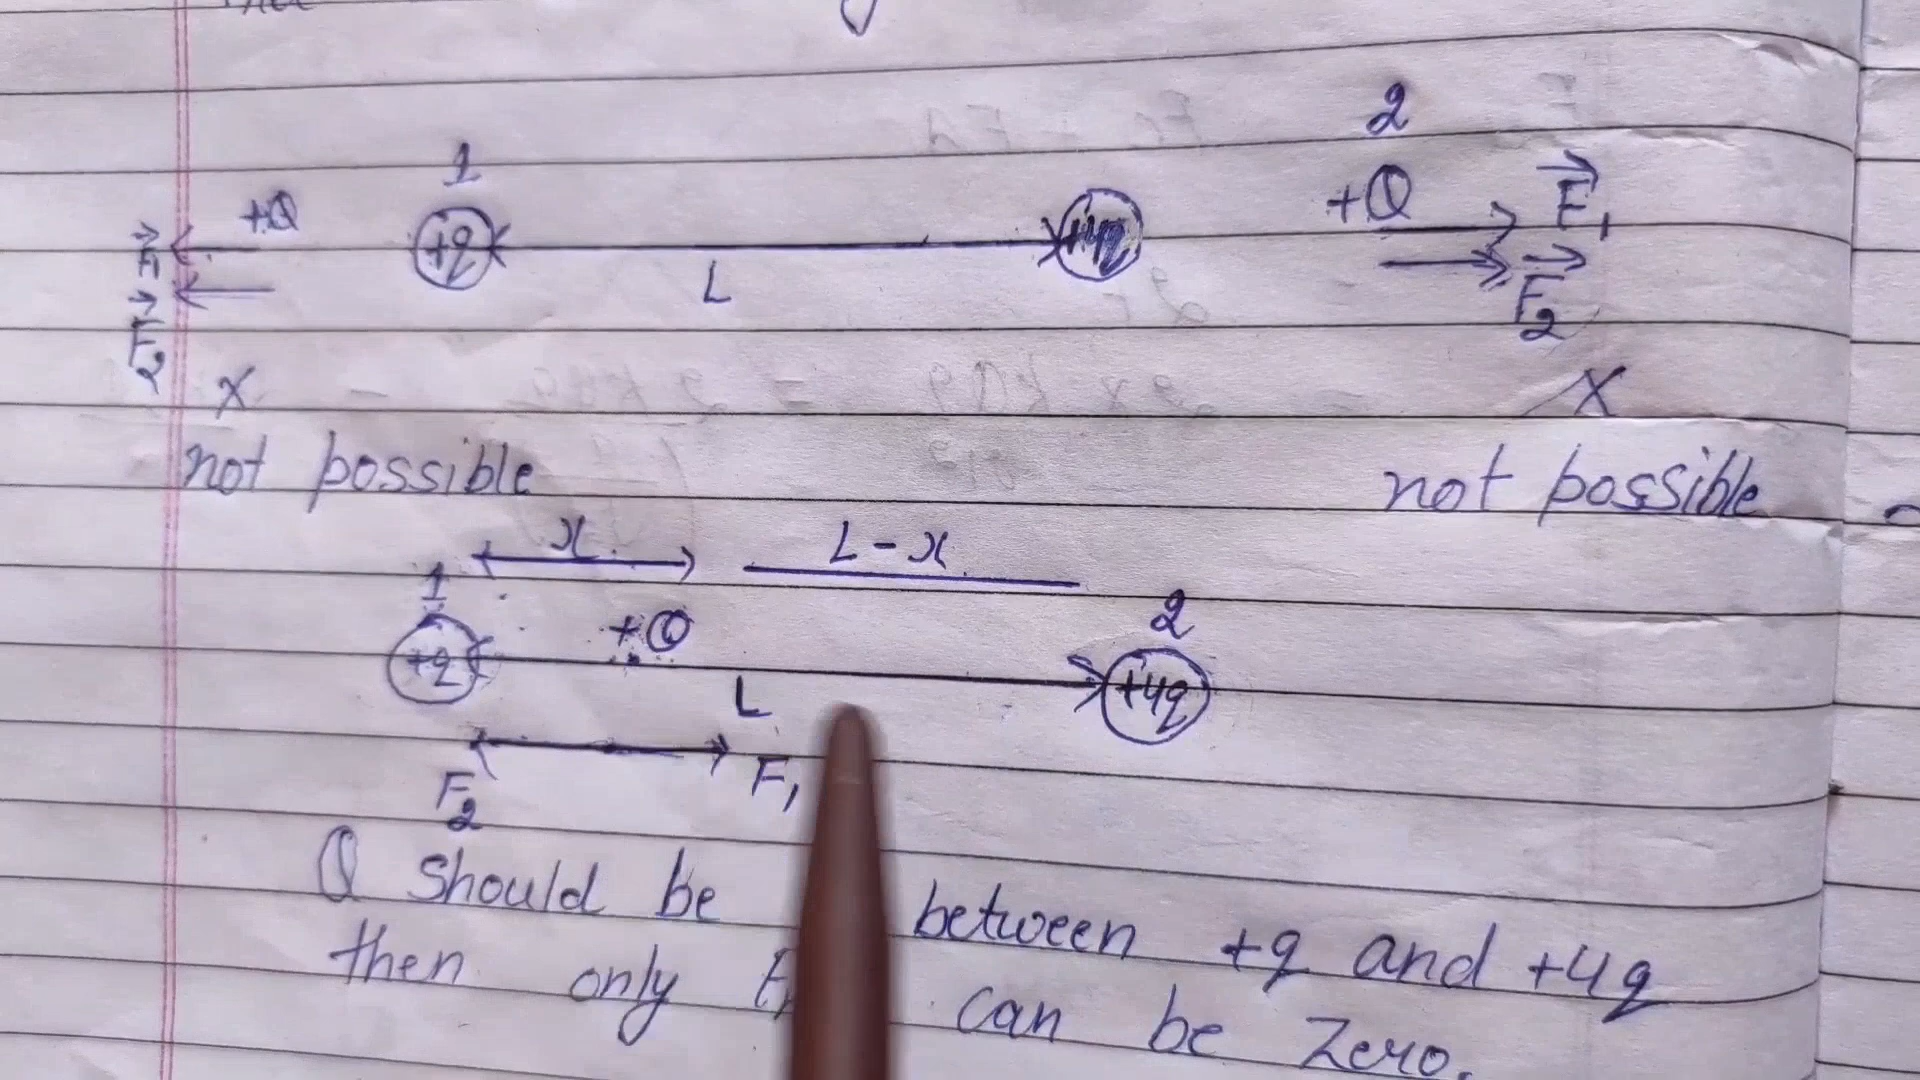 1 2
+Q +q L +4q +Q F₁
F₁ F₂
F₂
X X
not possible not possible
x L-x
1 +Q 2
+q L +4q
F₂ F₁
Q should be between +q and +4q
then only can be zero.